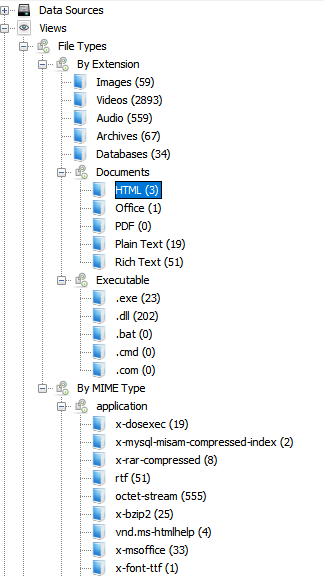 Data Sources
Views
File Types
By Extension
Images (59)
Videos (2893)
Audio (559)
Archives (67)
Databases (34)
Documents
HTML (3)
Office (1)
PDF (0)
Plain Text (19)
Rich Text (51)
Executable
.exe (23)
.dll (202)
.bat (0)
.cmd (0)
.com (0)
By MIME Type
application
x-dosexec (19)
x-mysql-misam-compressed-index (2)
x-rar-compressed (8)
rtf (51)
octet-stream (555)
x-bzip2 (25)
vnd.ms-htmlhelp (4)
x-msoffice (33)
x-font-ttf (1)